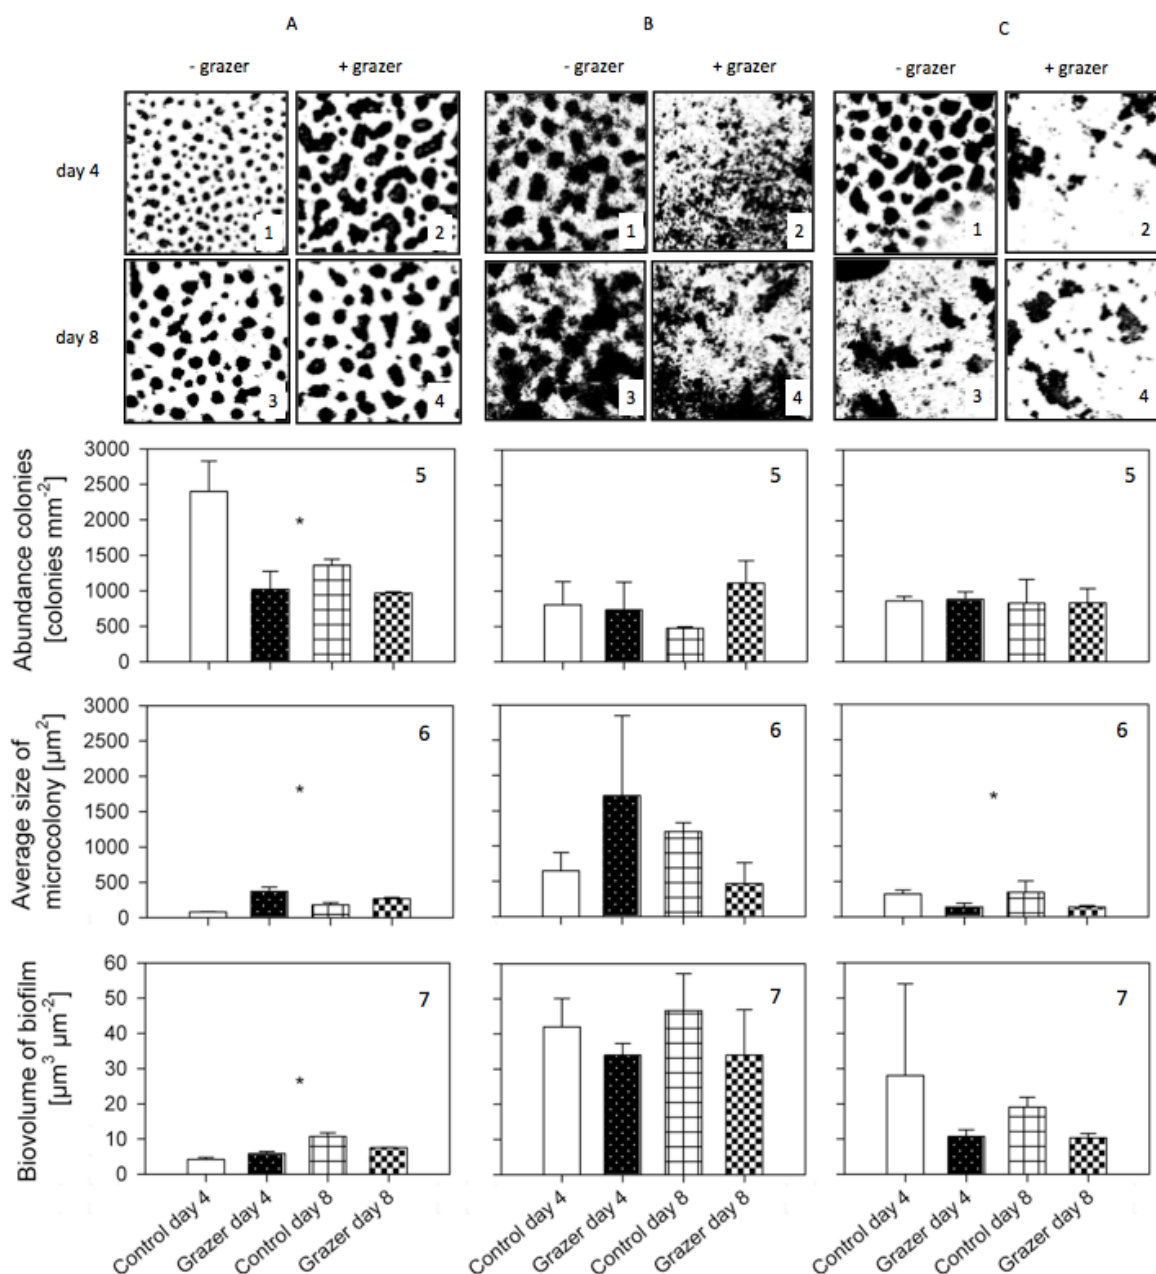 A B C
- grazer + grazer - grazer + grazer - grazer + grazer
day 4
1 2 1 2 1 2
day 8
3 4 3 4 3 4
Abundance colonies
[colonies mm⁻²]
3000
2500
2000
1500
1000
500
0
5
*
5
5
Average size of
microcolony [µm²]
3000
2500
2000
1500
1000
500
0
6
*
6
6
*
Biovolume of biofilm
[µm³ µm⁻²]
60
50
40
30
20
10
0
7
*
7
7
Control day 4
Grazer day 4
Control day 8
Grazer day 8
Control day 4
Grazer day 4
Control day 8
Grazer day 8
Control day 4
Grazer day 4
Control day 8
Grazer day 8